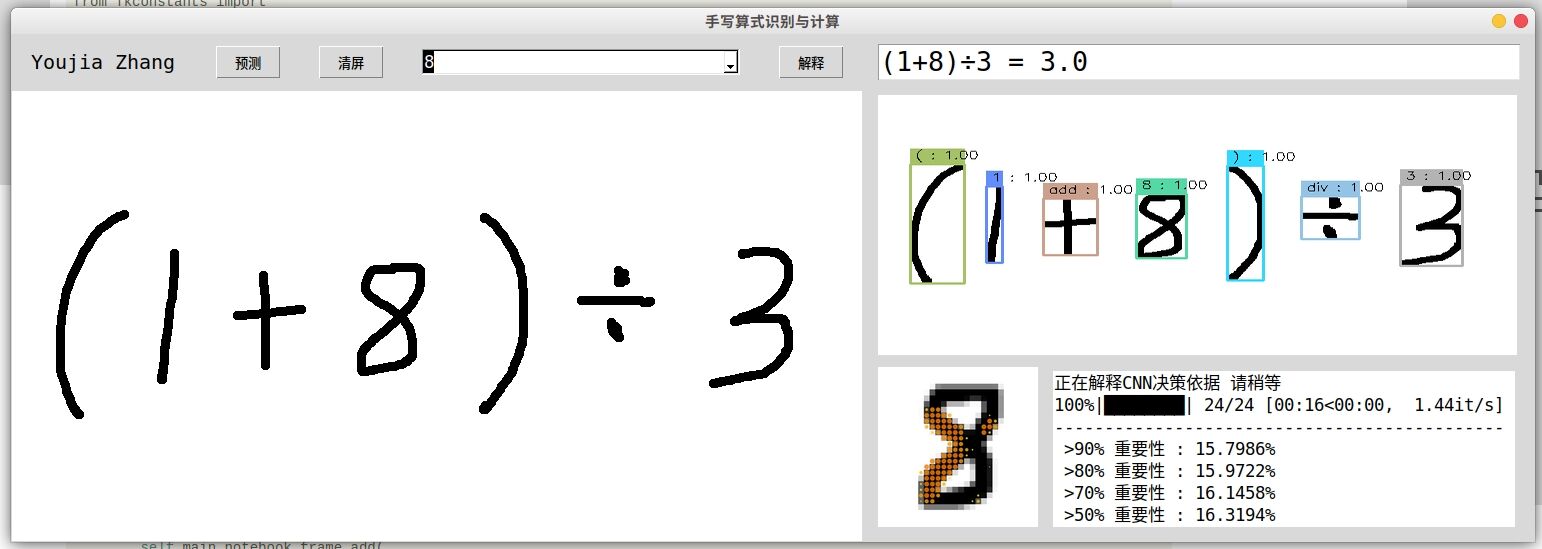 from Tkconstants import
手写算式识别与计算
Youjia Zhang 预测 清屏 8 解释
(1+8)÷3 = 3.0
(1+8)÷3
( : 1.00 1 : 1.00 add : 1.00 8 : 1.00 ) : 1.00 div : 1.00 3 : 1.00
(1+8)÷3
8
正在解释CNN决策依据 请稍等
100%|████████| 24/24 [00:16<00:00, 1.44it/s]
---------------------------------------------
>90% 重要性 : 15.7986%
>80% 重要性 : 15.9722%
>70% 重要性 : 16.1458%
>50% 重要性 : 16.3194%
self.main_notebook_frame.add(